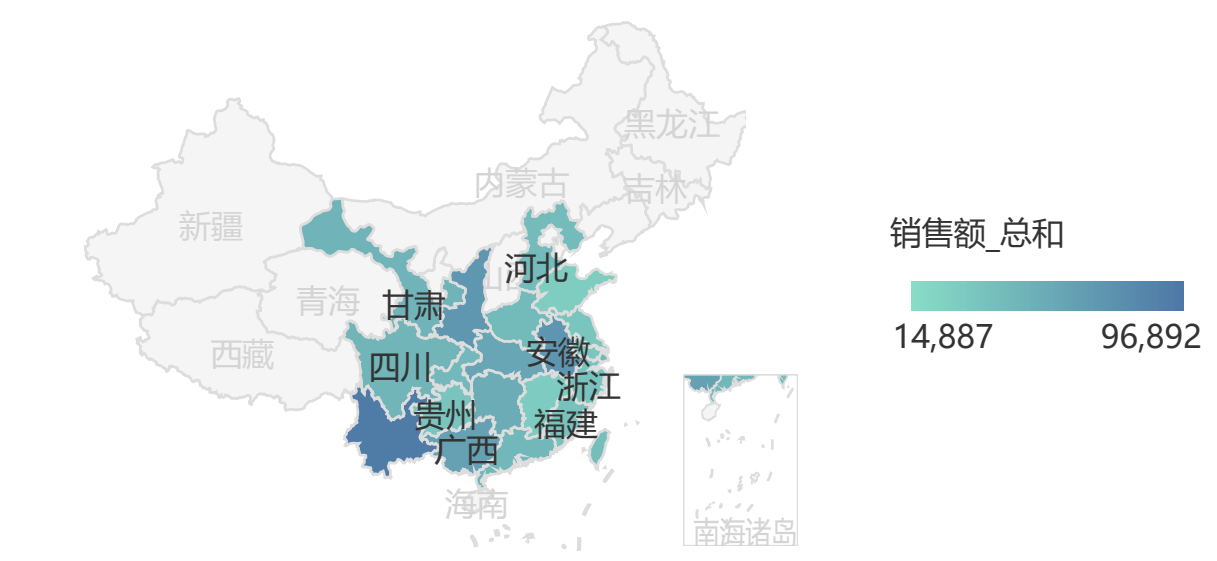 黑龙江
内蒙古
吉林
新疆
河北
青海
甘肃
西藏
四川
安徽
浙江
贵州
福建
广西
海南
南海诸岛
销售额_总和
14,887
96,892